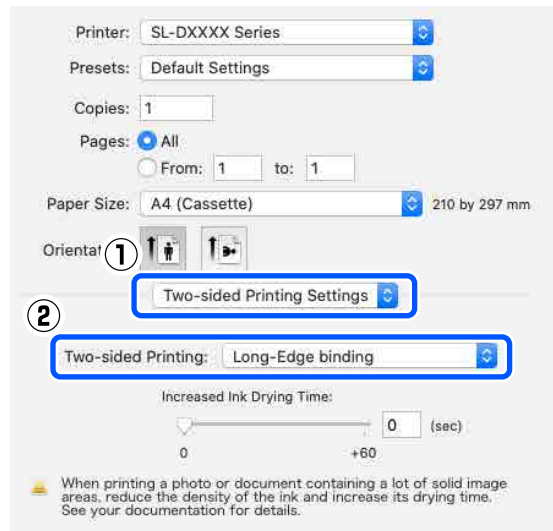 Printer: SL-DXXXX Series
Presets: Default Settings
Copies: 1
Pages: All
From: 1 to: 1
Paper Size: A4 (Cassette) 210 by 297 mm
Orientat
1
Two-sided Printing Settings
2
Two-sided Printing: Long-Edge binding
Increased Ink Drying Time:
0 (sec)
0 +60
When printing a photo or document containing a lot of solid image
areas, reduce the density of the ink and increase its drying time.
See your documentation for details.